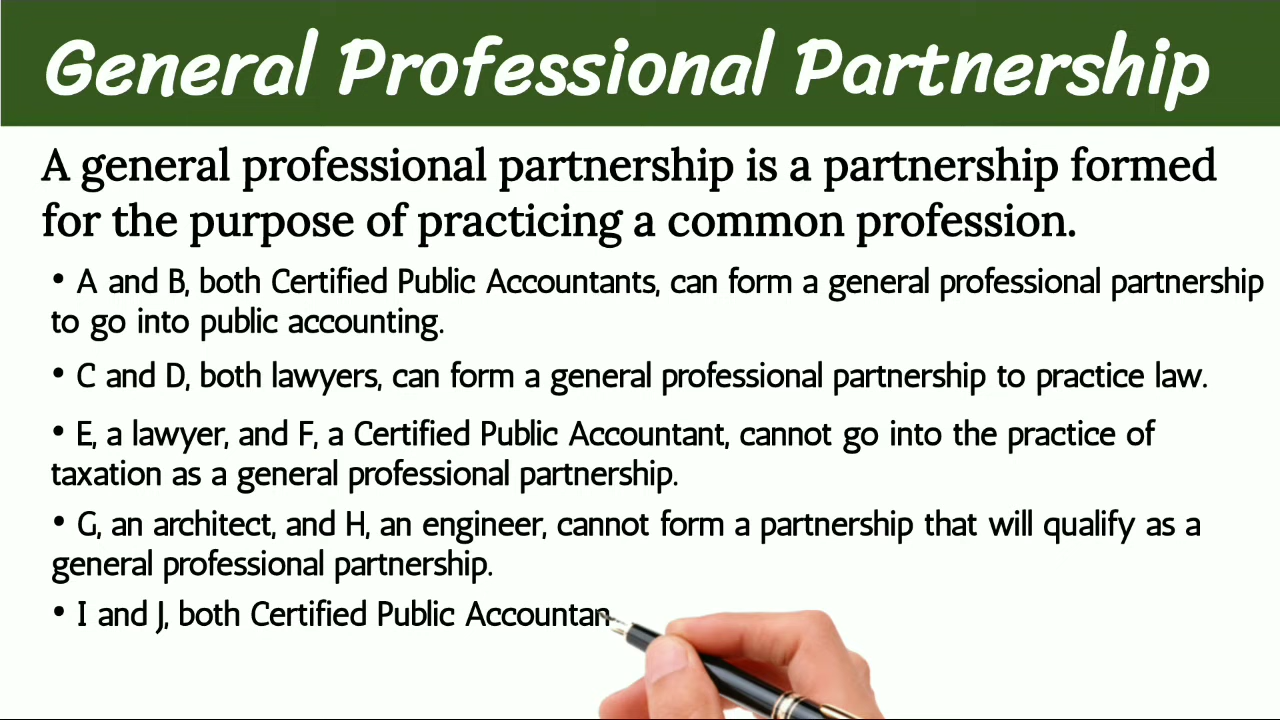 General Professional Partnership
A general professional partnership is a partnership formed
for the purpose of practicing a common profession.
• A and B, both Certified Public Accountants, can form a general professional partnership
to go into public accounting.
• C and D, both lawyers, can form a general professional partnership to practice law.
• E, a lawyer, and F, a Certified Public Accountant, cannot go into the practice of
taxation as a general professional partnership.
• G, an architect, and H, an engineer, cannot form a partnership that will qualify as a
general professional partnership.
• I and J, both Certified Public Accountan